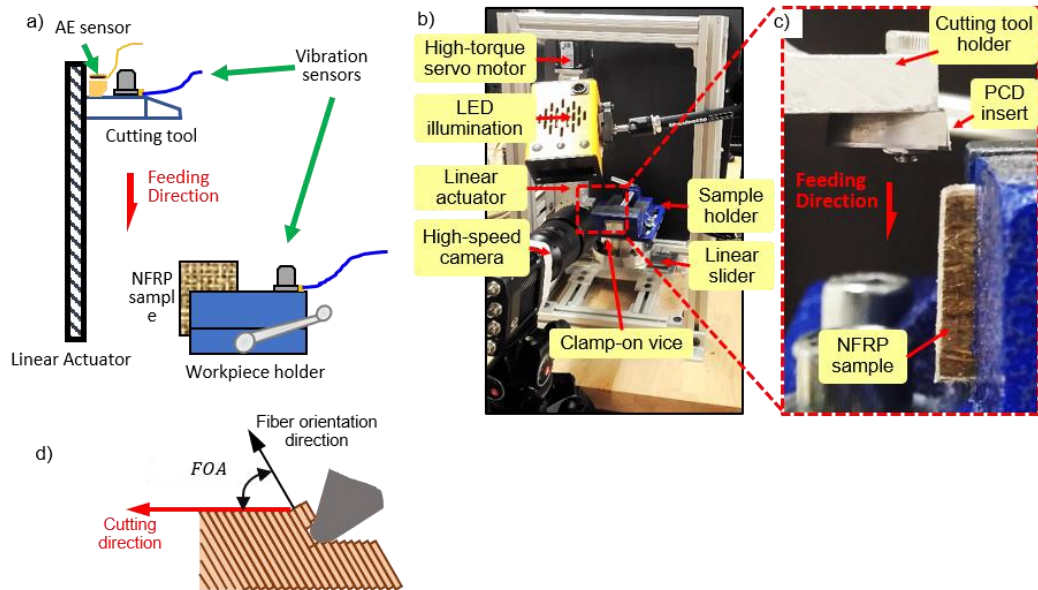 a)
AE sensor
Vibration
sensors
Cutting tool
Feeding
Direction
NFRP
sampl
e
Linear Actuator
Workpiece holder
b)
High-torque
servo motor
LED
illumination
Linear
actuator
High-speed
camera
Sample
holder
Linear
slider
Clamp-on vice
c)
Cutting tool
holder
PCD
insert
Feeding
Direction
NFRP
sample
d)
Fiber orientation
direction
FOA
Cutting
direction